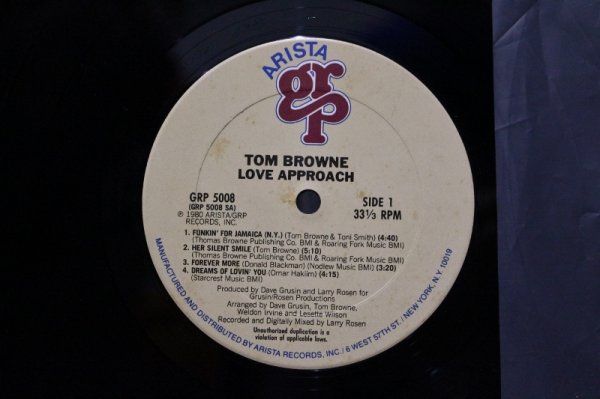 ARISTA
grp
TOM BROWNE
LOVE APPROACH
GRP 5008
(GRP 5008 SA)
℗ 1980 ARISTA/GRP
RECORDS, INC.
SIDE 1
33⅓ RPM
1. FUNKIN' FOR JAMAICA (N.Y.) (Tom Browne & Toni Smith) (4:40)
(Thomas Browne Publishing Co. BMI & Roaring Fork Music BMI)
2. HER SILENT SMILE (Tom Browne) (5:10)
(Thomas Browne Publishing Co. BMI & Roaring Fork Music BMI)
3. FOREVER MORE (Donald Blackman) (Nodlew Music BMI) (3:20)
4. DREAMS OF LOVIN' YOU (Omar Hakiim) (4:15)
(Starcrest Music BMI)
Produced by Dave Grusin and Larry Rosen for
Grusin/Rosen Productions
Arranged by Dave Grusin, Tom Browne,
Weldon Irvine and Lesette Wilson
Recorded and Digitally Mixed by Larry Rosen
Unauthorized duplication is a
violation of applicable laws.
MANUFACTURED AND DISTRIBUTED BY ARISTA RECORDS, INC. / 6 WEST 57TH ST. / NEW YORK, N.Y. 10019